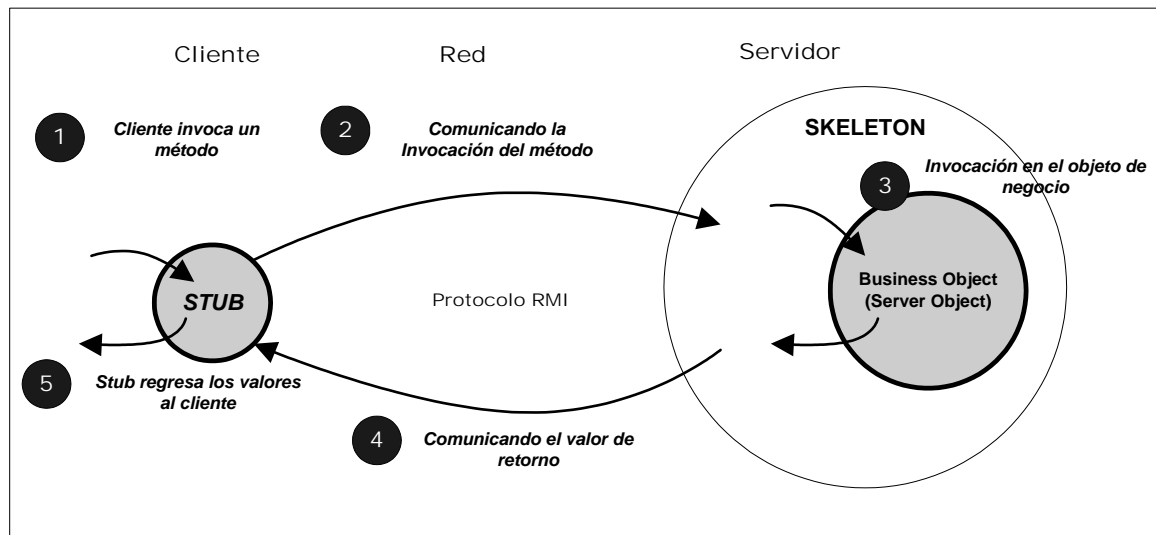 Cliente
Red
Servidor
1
Cliente invoca un
método
2
Comunicando la
Invocación del método
SKELETON
3
Invocación en el objeto de
negocio
STUB
Protocolo RMI
Business Object
(Server Object)
5
Stub regresa los valores
al cliente
4
Comunicando el valor de
retorno